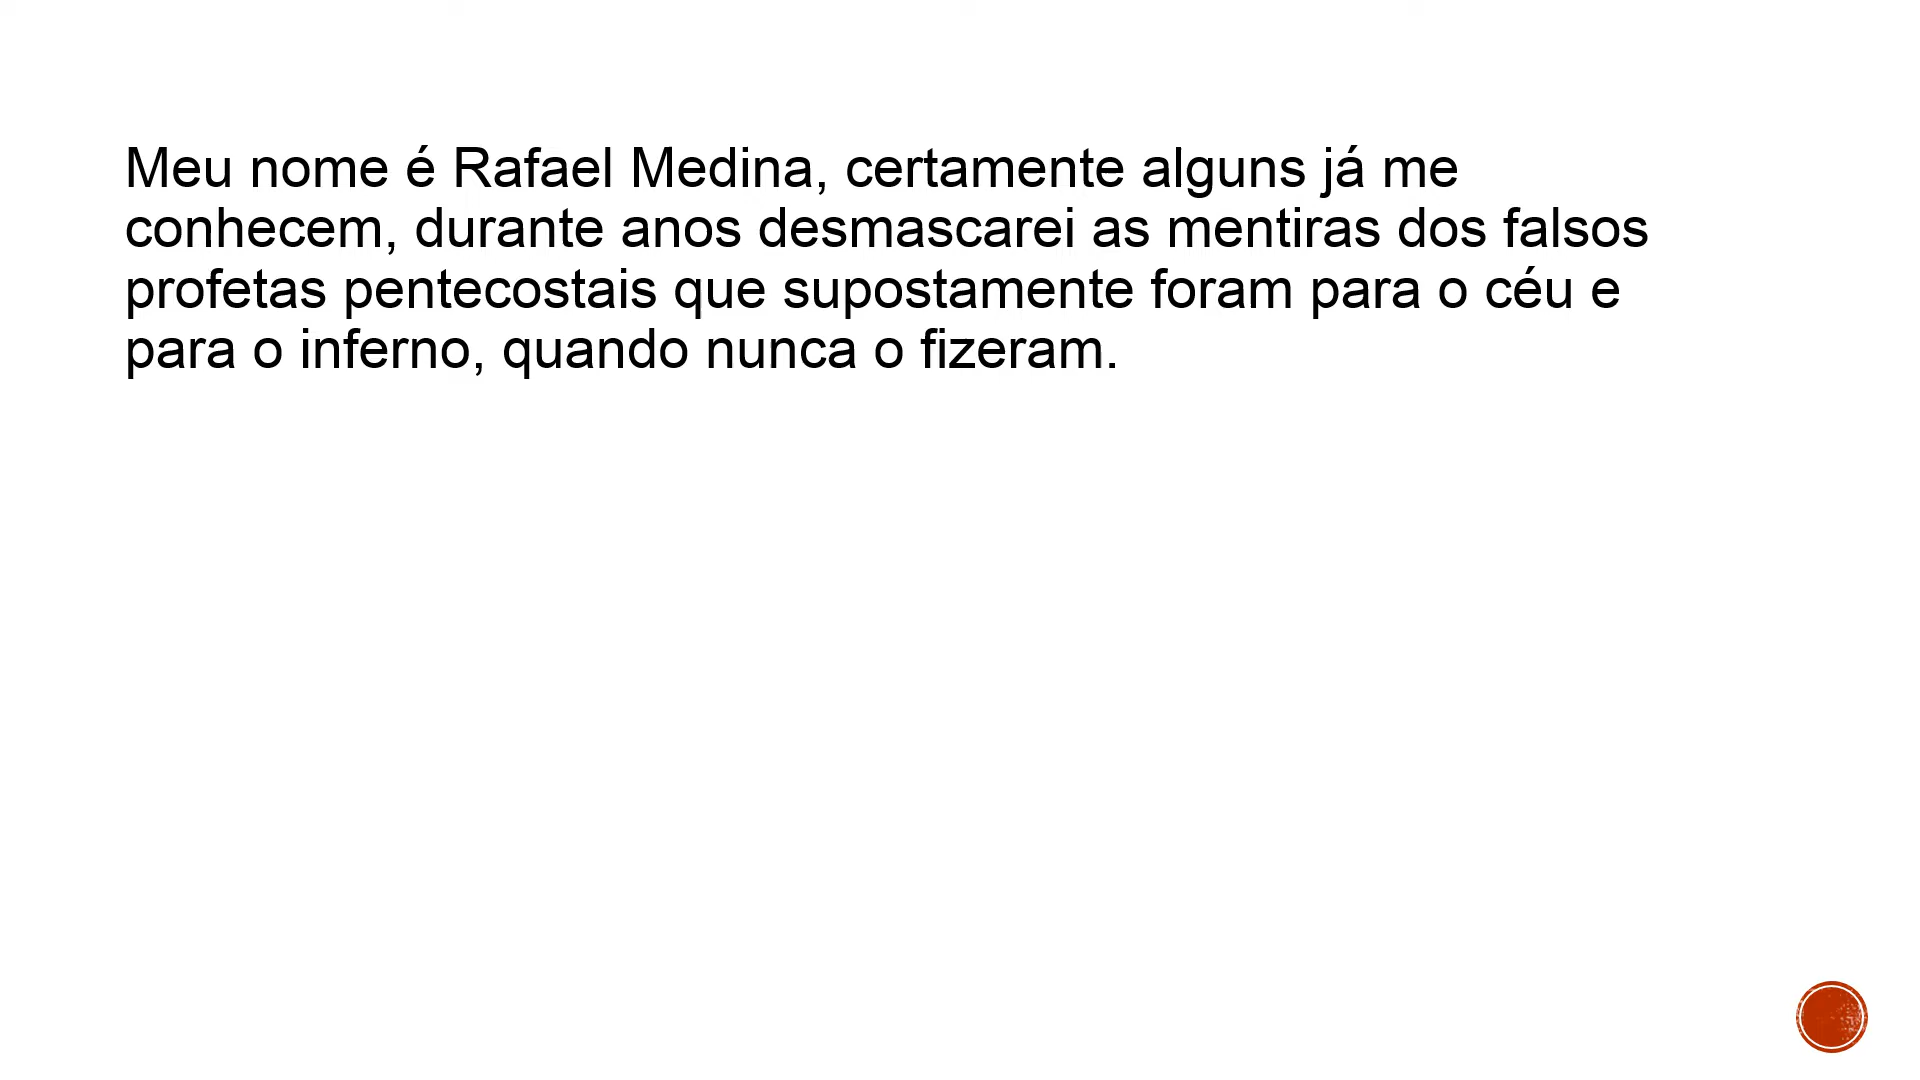 Meu nome é Rafael Medina, certamente alguns já me
conhecem, durante anos desmascarei as mentiras dos falsos
profetas pentecostais que supostamente foram para o céu e
para o inferno, quando nunca o fizeram.